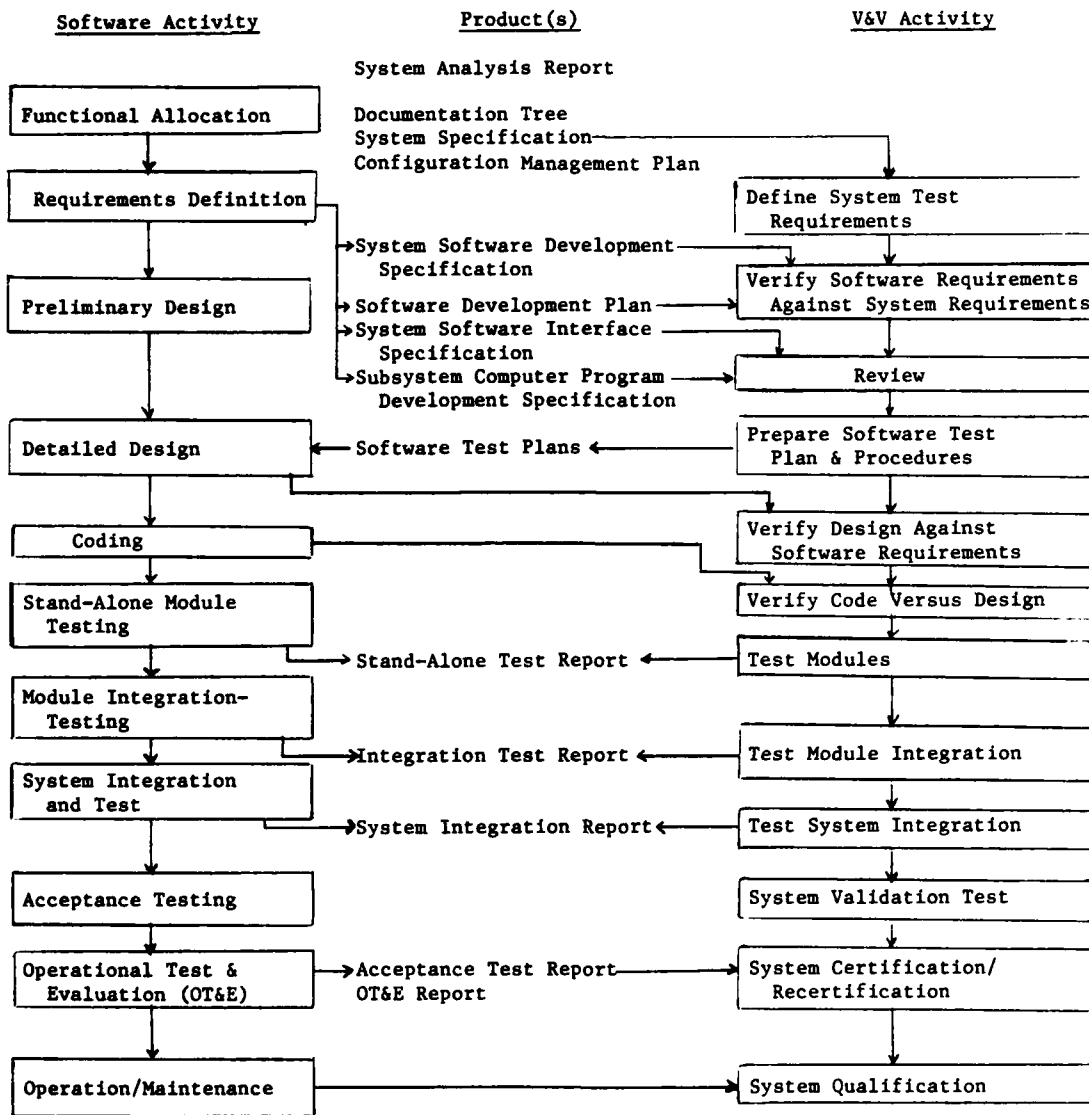 Software Activity
Product(s)
V&V Activity
System Analysis Report
Functional Allocation
Documentation Tree
System Specification
Configuration Management Plan
Requirements Definition
Define System Test
Requirements
System Software Development
Specification
Verify Software Requirements
Against System Requirements
Preliminary Design
Software Development Plan
System Software Interface
Specification
Subsystem Computer Program
Development Specification
Review
Detailed Design
Software Test Plans
Prepare Software Test
Plan & Procedures
Coding
Verify Design Against
Software Requirements
Stand-Alone Module
Testing
Verify Code Versus Design
Stand-Alone Test Report
Test Modules
Module Integration-
Testing
Integration Test Report
Test Module Integration
System Integration
and Test
System Integration Report
Test System Integration
Acceptance Testing
System Validation Test
Operational Test &
Evaluation (OT&E)
Acceptance Test Report
OT&E Report
System Certification/
Recertification
Operation/Maintenance
System Qualification